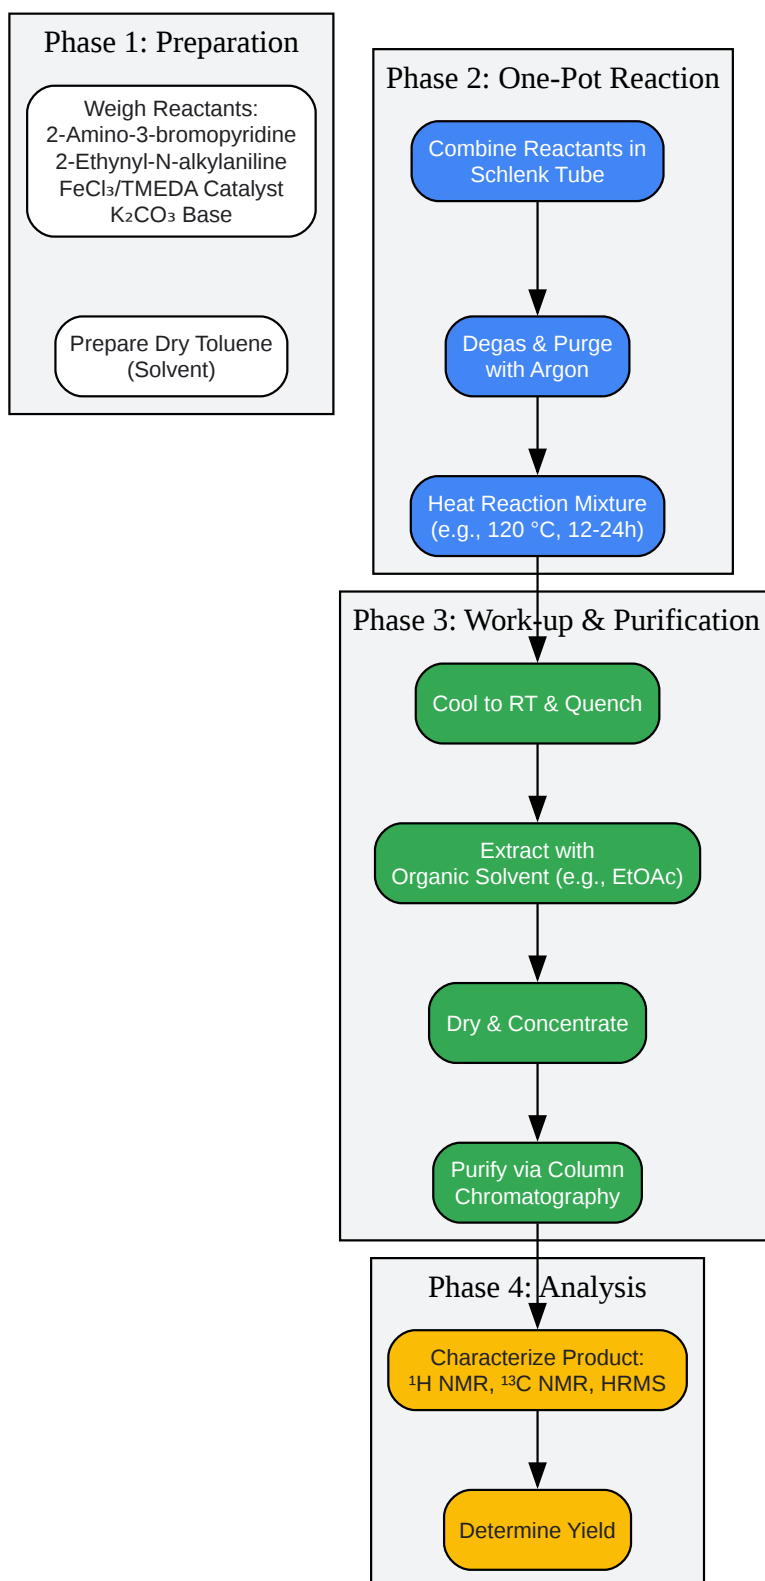 Phase 1: Preparation
Weigh Reactants:
2-Amino-3-bromopyridine
2-Ethynyl-N-alkylaniline
FeCl₃/TMEDA Catalyst
K₂CO₃ Base
Prepare Dry Toluene
(Solvent)
Phase 2: One-Pot Reaction
Combine Reactants in
Schlenk Tube
Degas & Purge
with Argon
Heat Reaction Mixture
(e.g., 120 °C, 12-24h)
Phase 3: Work-up & Purification
Cool to RT & Quench
Extract with
Organic Solvent (e.g., EtOAc)
Dry & Concentrate
Purify via Column
Chromatography
Phase 4: Analysis
Characterize Product:
¹H NMR, ¹³C NMR, HRMS
Determine Yield